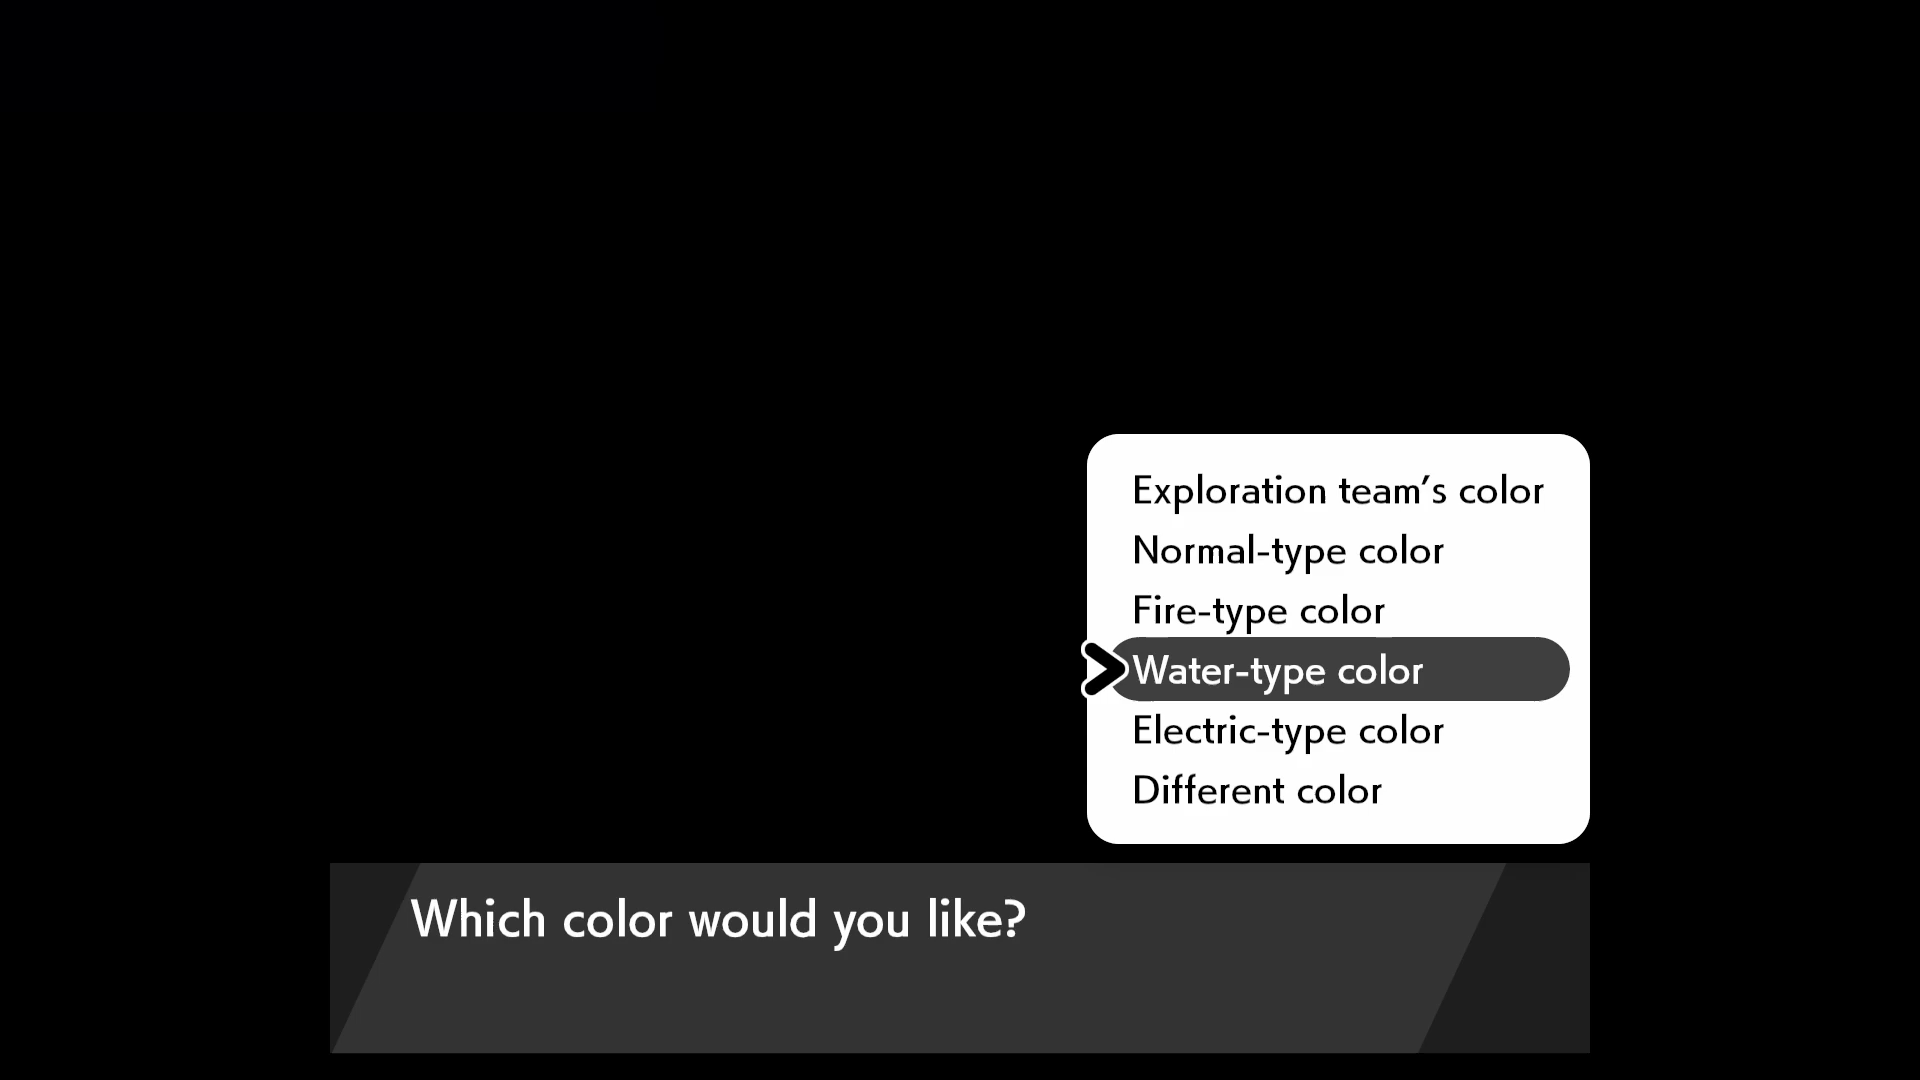 Exploration team's color
Normal-type color
Fire-type color
Water-type color
Electric-type color
Different color
Which color would you like?